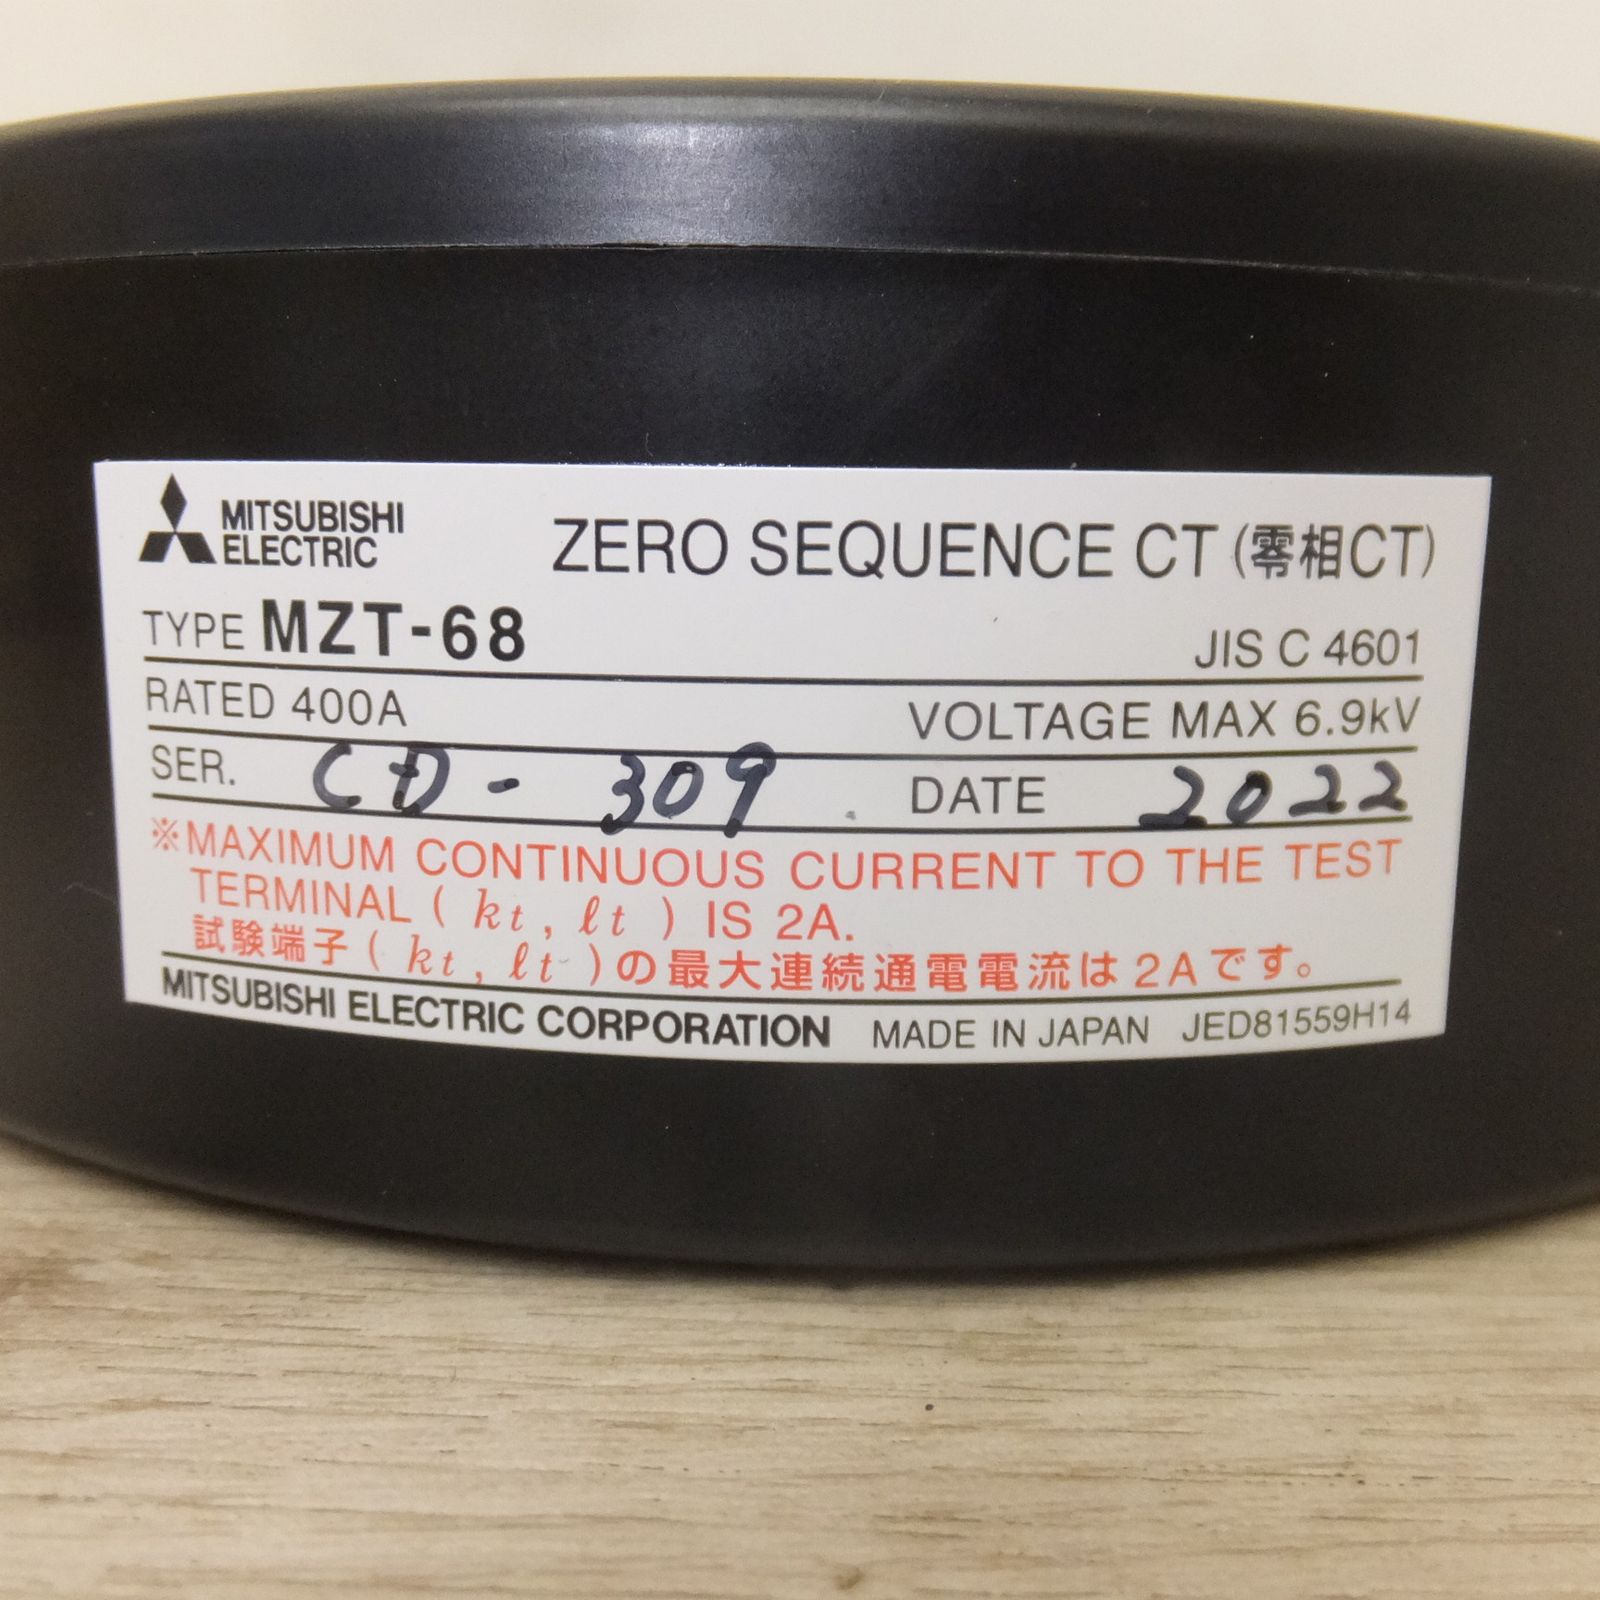 MITSUBISHI
ELECTRIC
ZERO SEQUENCE CT (零相CT)
TYPE MZT-68
JIS C 4601
RATED 400A
VOLTAGE MAX 6.9kV
SER. CD - 309
DATE 2022
※MAXIMUM CONTINUOUS CURRENT TO THE TEST
TERMINAL ( kt , ℓt ) IS 2A.
試験端子 ( kt , ℓt ) の最大連続通電電流は2Aです。
MITSUBISHI ELECTRIC CORPORATION MADE IN JAPAN JED81559H14